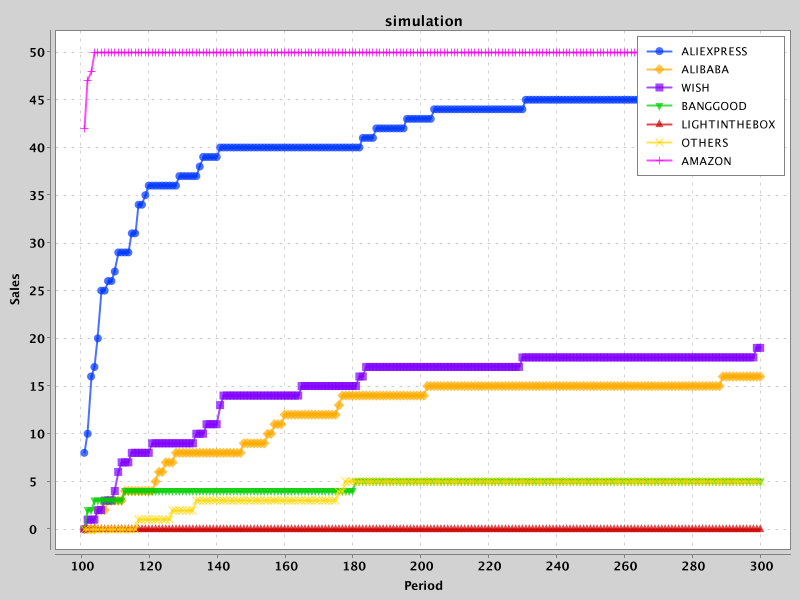 simulation
ALIEXPRESS
ALIBABA
WISH
BANGGOOD
LIGHTINTHEBOX
OTHERS
AMAZON
Sales
50
45
40
35
30
25
20
15
10
5
0
100 120 140 160 180 200 220 240 260 280 300
Period